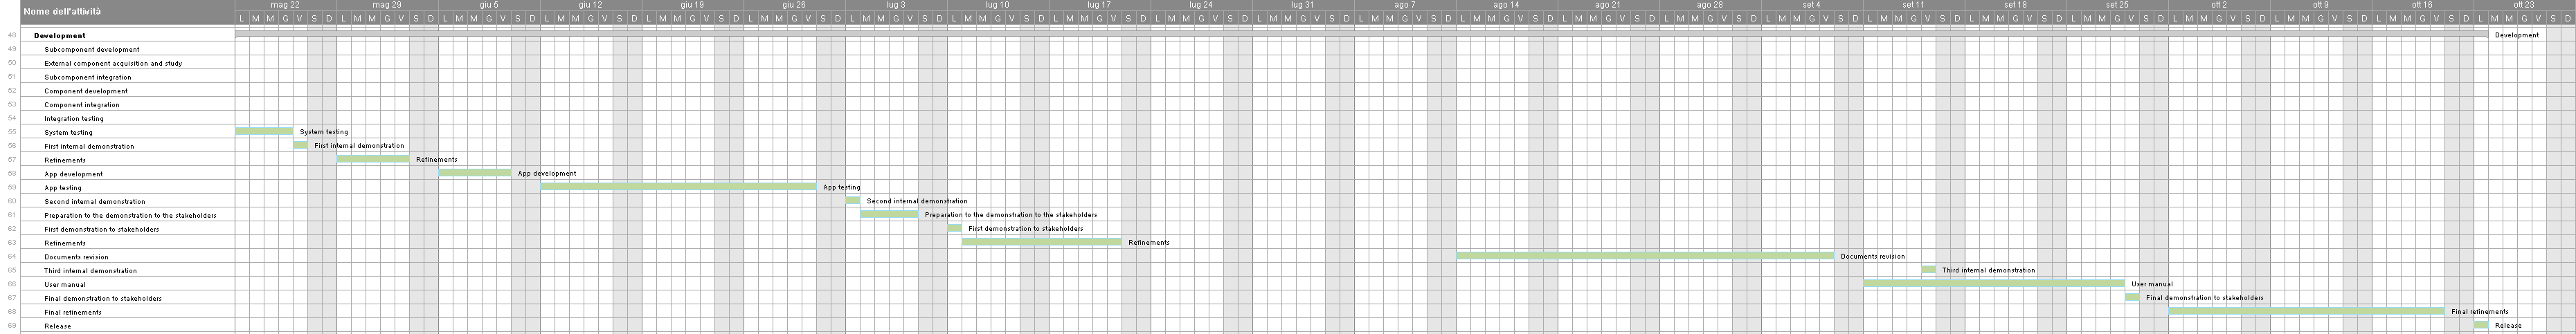 Nome dell'attività
mag 22 mag 29 giu 5 giu 12 giu 19 giu 26 lug 3 lug 10 lug 17 lug 24 lug 31 ago 7 ago 14 ago 21 ago 28 set 4 set 11 set 18 set 25 ott 2 ott 9 ott 16 ott 23
L M M G V S D L M M G V S D L M M G V S D L M M G V S D L M M G V S D L M M G V S D L M M G V S D L M M G V S D L M M G V S D L M M G V S D L M M G V S D L M M G V S D L M M G V S D L M M G V S D L M M G V S D L M M G V S D L M M G V S D L M M G V S D L M M G V S D L M M G V S D L M M G V S D L M M G V S D L M M G V S D
48 Development Development
49 Subcomponent development
50 External component acquisition and study
51 Subcomponent integration
52 Component development
53 Component integration
54 Integration testing
55 System testing System testing
56 First internal demonstration First internal demonstration
57 Refinements Refinements
58 App development App development
59 App testing App testing
60 Second internal demonstration Second internal demonstration
61 Preparation to the demonstration to the stakeholders Preparation to the demonstration to the stakeholders
62 First demonstration to stakeholders First demonstration to stakeholders
63 Refinements Refinements
64 Documents revision Documents revision
65 Third internal demonstration Third internal demonstration
66 User manual User manual
67 Final demonstration to stakeholders Final demonstration to stakeholders
68 Final refinements Final refinements
69 Release Release